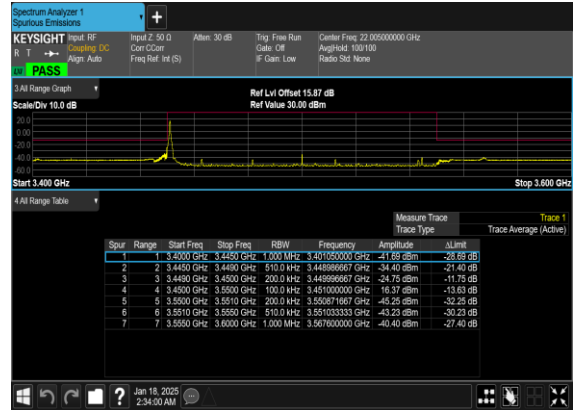 Spectrum Analyzer 1
Spurious Emissions
KEYSIGHT Input: RF Input Z: 50 Ω Atten: 30 dB Trig: Free Run Center Freq: 22.005000000 GHz
R T Coupling: DC Corr CCorr Gate: Off Avg|Hold: 100/100
Align: Auto Freq Ref: Int (S) IF Gain: Low Radio Std: None
PASS
3.All Range Graph Ref Lvl Offset 15.87 dB
Scale/Div 10.0 dB Ref Value 30.00 dBm
20.0
0.00
-20.0
-40.0
-60.0
Start 3.400 GHz Stop 3.600 GHz
4.All Range Table
Measure Trace Trace 1
Trace Type Trace Average (Active)
Spur Range Start Freq Stop Freq RBW Frequency Amplitude ΔLimit
1 1 3.4000 GHz 3.4450 GHz 1.000 MHz 3.401050000 GHz -41.69 dBm -28.69 dB
2 2 3.4450 GHz 3.4490 GHz 510.0 kHz 3.448986667 GHz -34.40 dBm -21.40 dB
3 3 3.4490 GHz 3.4500 GHz 200.0 kHz 3.449996667 GHz -24.75 dBm -11.75 dB
4 4 3.4500 GHz 3.5500 GHz 100.0 kHz 3.451000000 GHz 16.37 dBm -13.63 dB
5 5 3.5500 GHz 3.5510 GHz 200.0 kHz 3.550871667 GHz -45.25 dBm -32.25 dB
6 6 3.5510 GHz 3.5550 GHz 510.0 kHz 3.551033333 GHz -43.23 dBm -30.23 dB
7 7 3.5550 GHz 3.6000 GHz 1.000 MHz 3.567600000 GHz -40.40 dBm -27.40 dB
Jan 18, 2025
2:34:00 AM